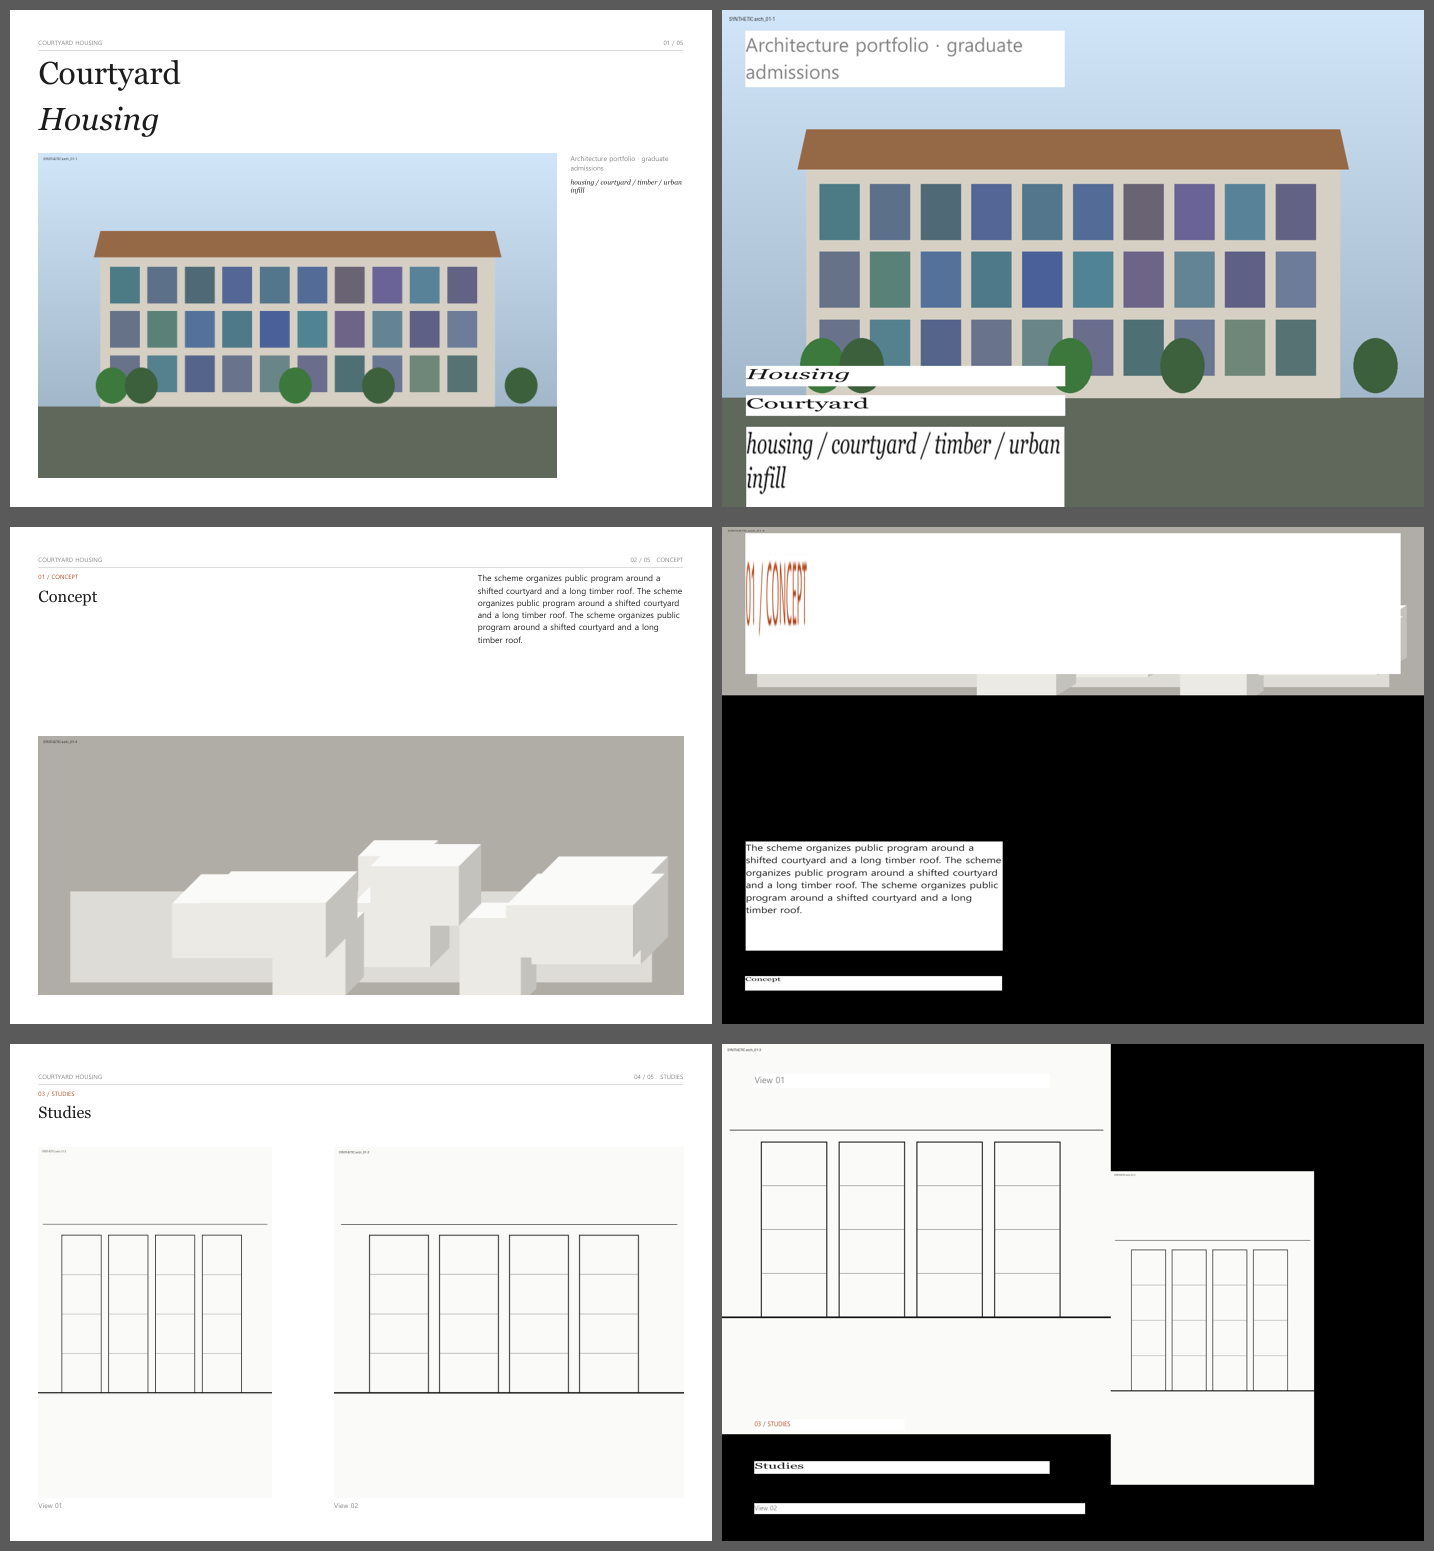 COURTYARD HOUSING
01 / 05
Courtyard
Housing
SYNTHETIC arch_01-1
Architecture portfolio · graduate
admissions
housing / courtyard / timber / urban
infill
SYNTHETIC arch_01-1
Architecture portfolio · graduate
admissions
Housing
Courtyard
housing / courtyard / timber / urban
infill
COURTYARD HOUSING
02 / 05 CONCEPT
01 / CONCEPT
Concept
The scheme organizes public program around a
shifted courtyard and a long timber roof. The scheme
organizes public program around a shifted courtyard
and a long timber roof. The scheme organizes public
program around a shifted courtyard and a long
timber roof.
01 / CONCEPT
The scheme organizes public program around a
shifted courtyard and a long timber roof. The scheme
organizes public program around a shifted courtyard
and a long timber roof. The scheme organizes public
program around a shifted courtyard and a long
timber roof.
Concept
COURTYARD HOUSING
04 / 05 STUDIES
03 / STUDIES
Studies
View 01
View 02
View 01
03 / STUDIES
Studies
View 02